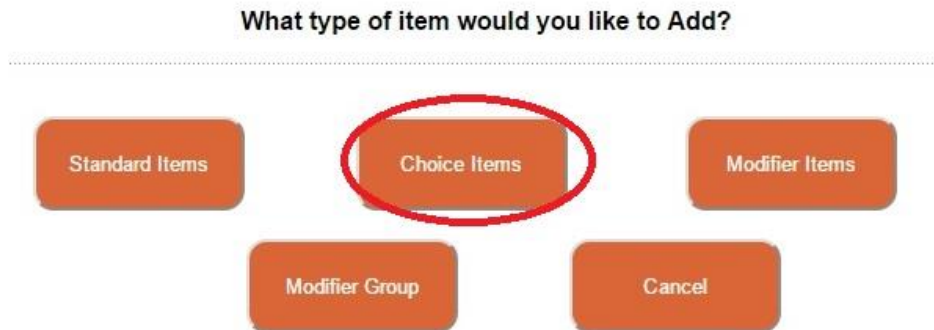 What type of item would you like to Add?
Standard Items
Choice Items
Modifier Items
Modifier Group
Cancel